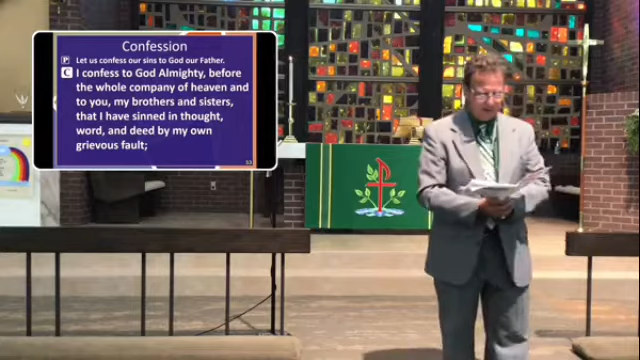 Confession
P Let us confess our sins to God our Father.
C I confess to God Almighty, before
the whole company of heaven and
to you, my brothers and sisters,
that I have sinned in thought,
word, and deed by my own
grievous fault;